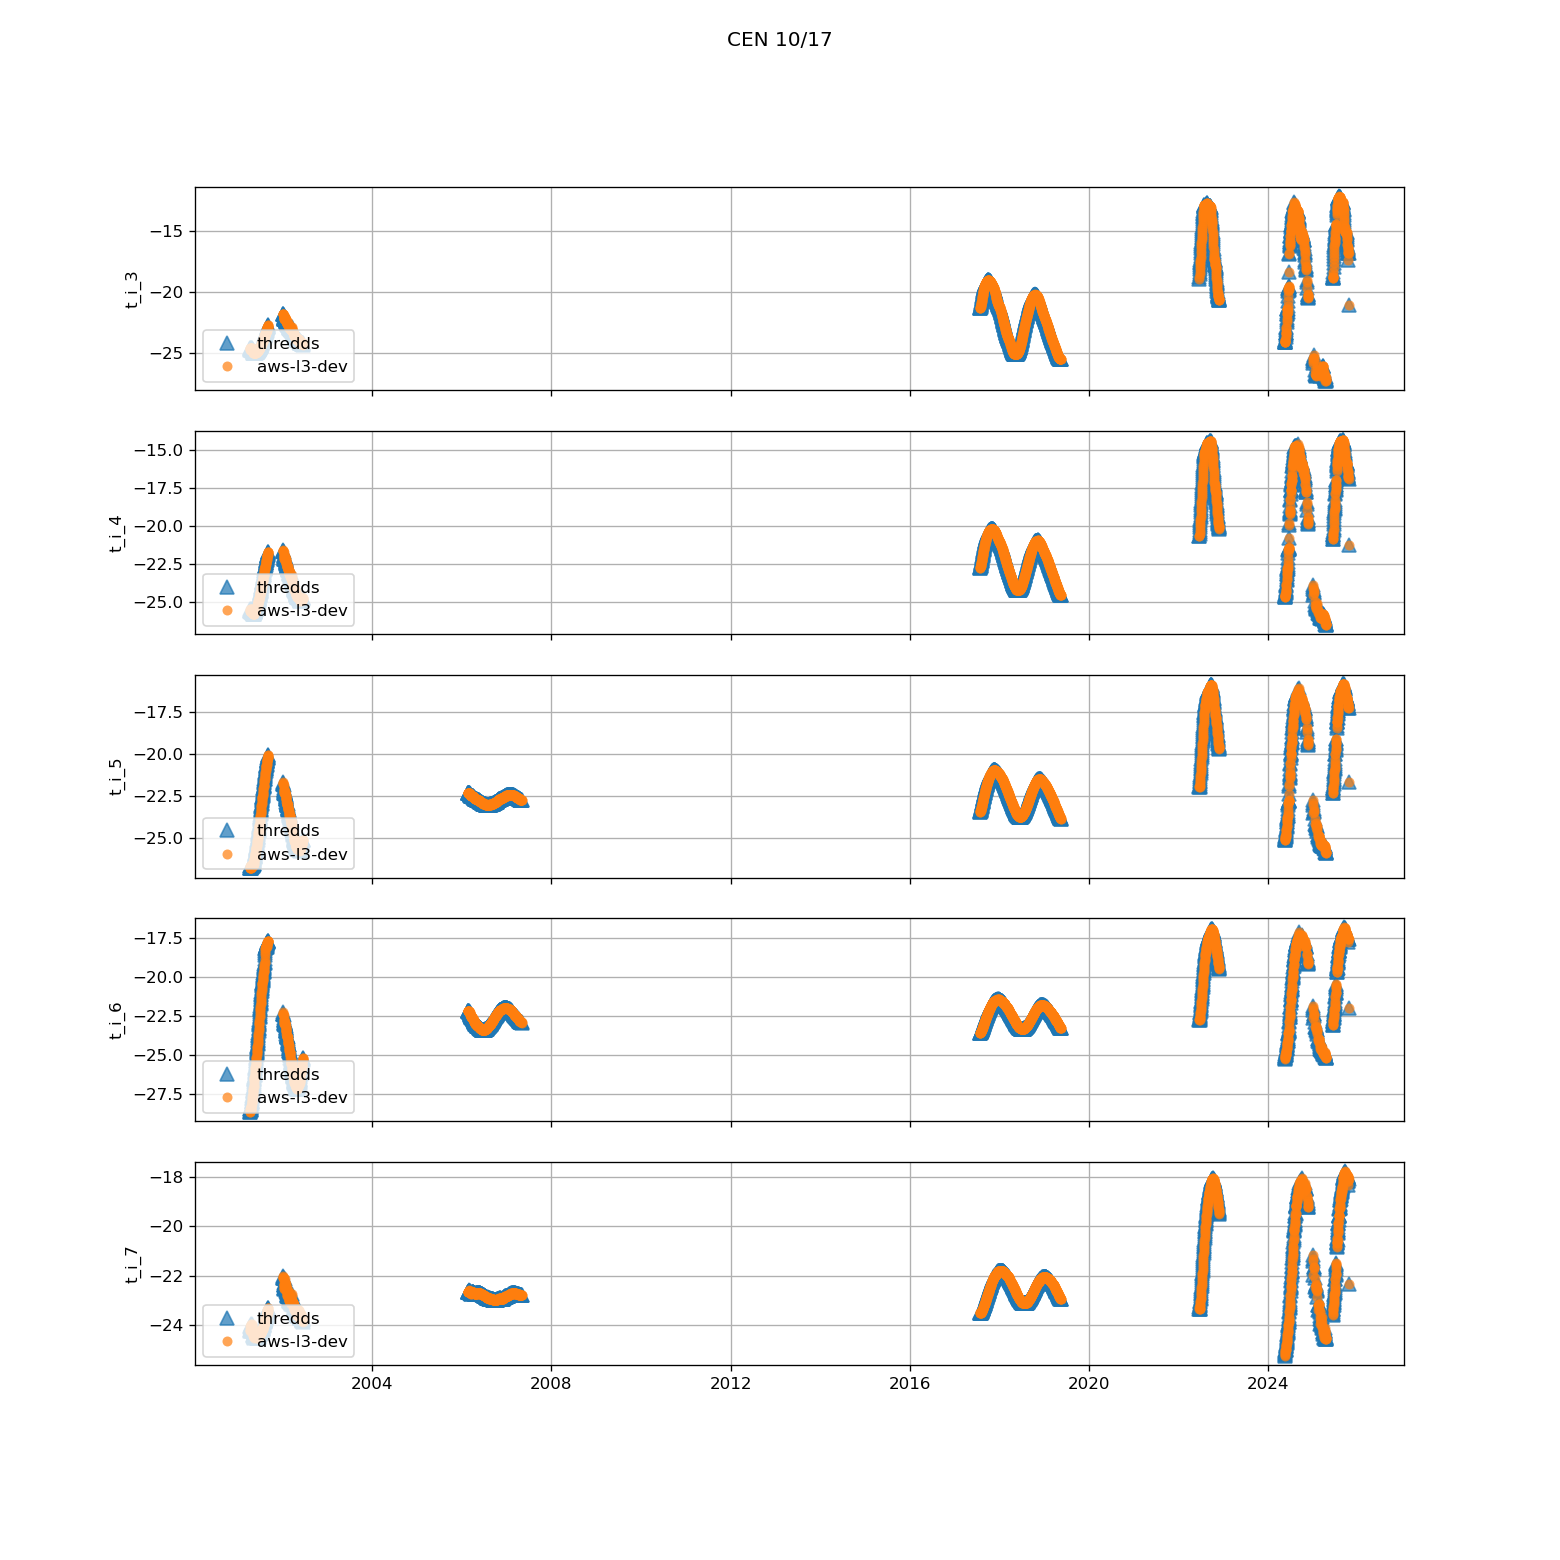 CEN 10/17
t_i_3
−15
−20
−25
thredds
aws-l3-dev
t_i_4
−15.0
−17.5
−20.0
−22.5
−25.0
thredds
aws-l3-dev
t_i_5
−17.5
−20.0
−22.5
−25.0
thredds
aws-l3-dev
t_i_6
−17.5
−20.0
−22.5
−25.0
−27.5
thredds
aws-l3-dev
t_i_7
−18
−20
−22
−24
thredds
aws-l3-dev
2004 2008 2012 2016 2020 2024